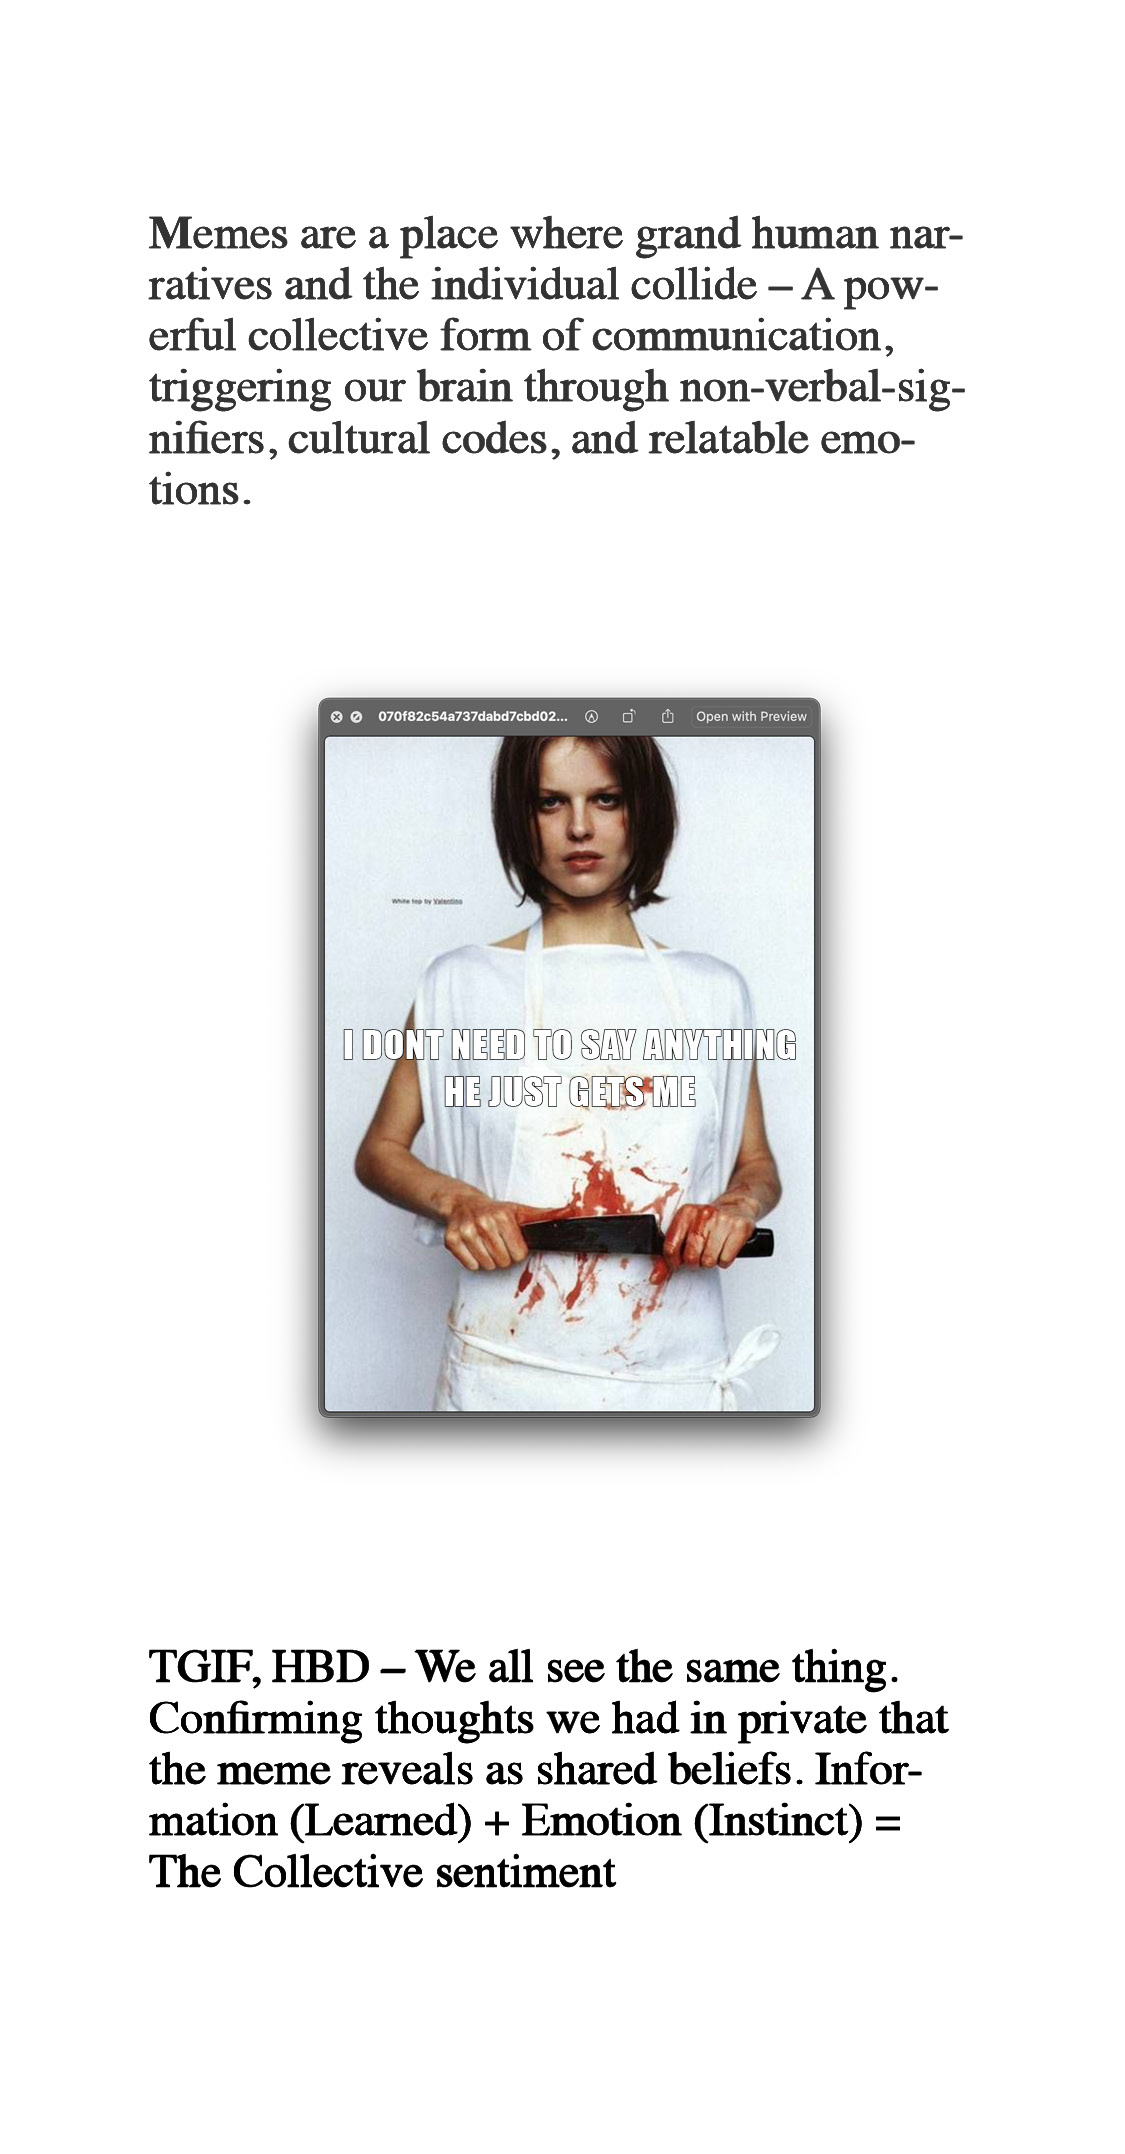 Memes are a place where grand human nar-
ratives and the individual collide – A pow-
erful collective form of communication,
triggering our brain through non-verbal-sig-
nifiers, cultural codes, and relatable emo-
tions.
070f82c54a737dabd7cbd02... Open with Preview
White top by Valentino
I DONT NEED TO SAY ANYTHING
HE JUST GETS ME
TGIF, HBD – We all see the same thing.
Confirming thoughts we had in private that
the meme reveals as shared beliefs. Infor-
mation (Learned) + Emotion (Instinct) =
The Collective sentiment